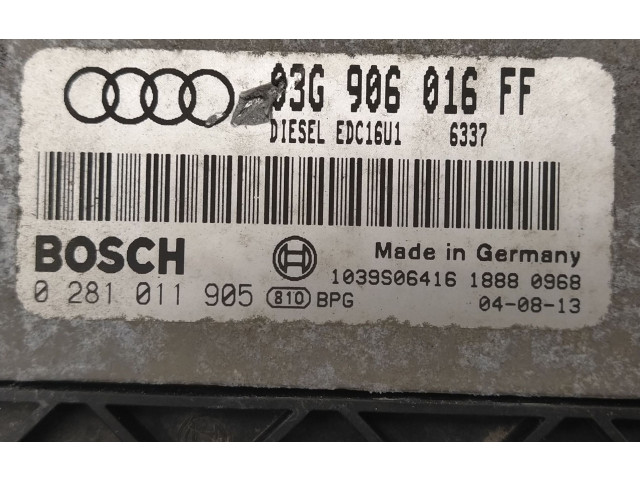 03G 906 016 FF
DIESEL EDC16U1 6337
BOSCH
Made in Germany
1039S06416 1888 0968
0 281 011 905 810 BPG 04-08-13